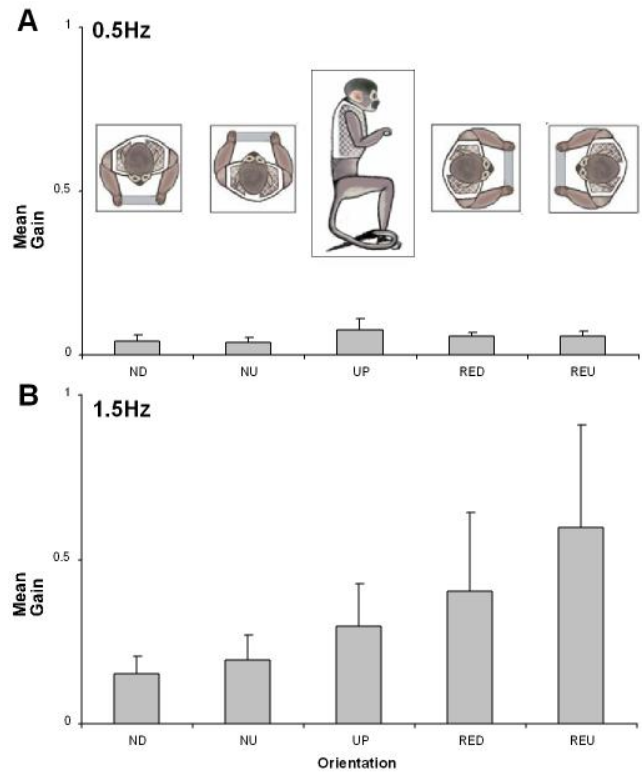 A
0.5Hz
1
0.5
0
Mean
Gain
ND NU UP RED REU
B
1.5Hz
1
0.5
0
Mean
Gain
ND NU UP RED REU
Orientation